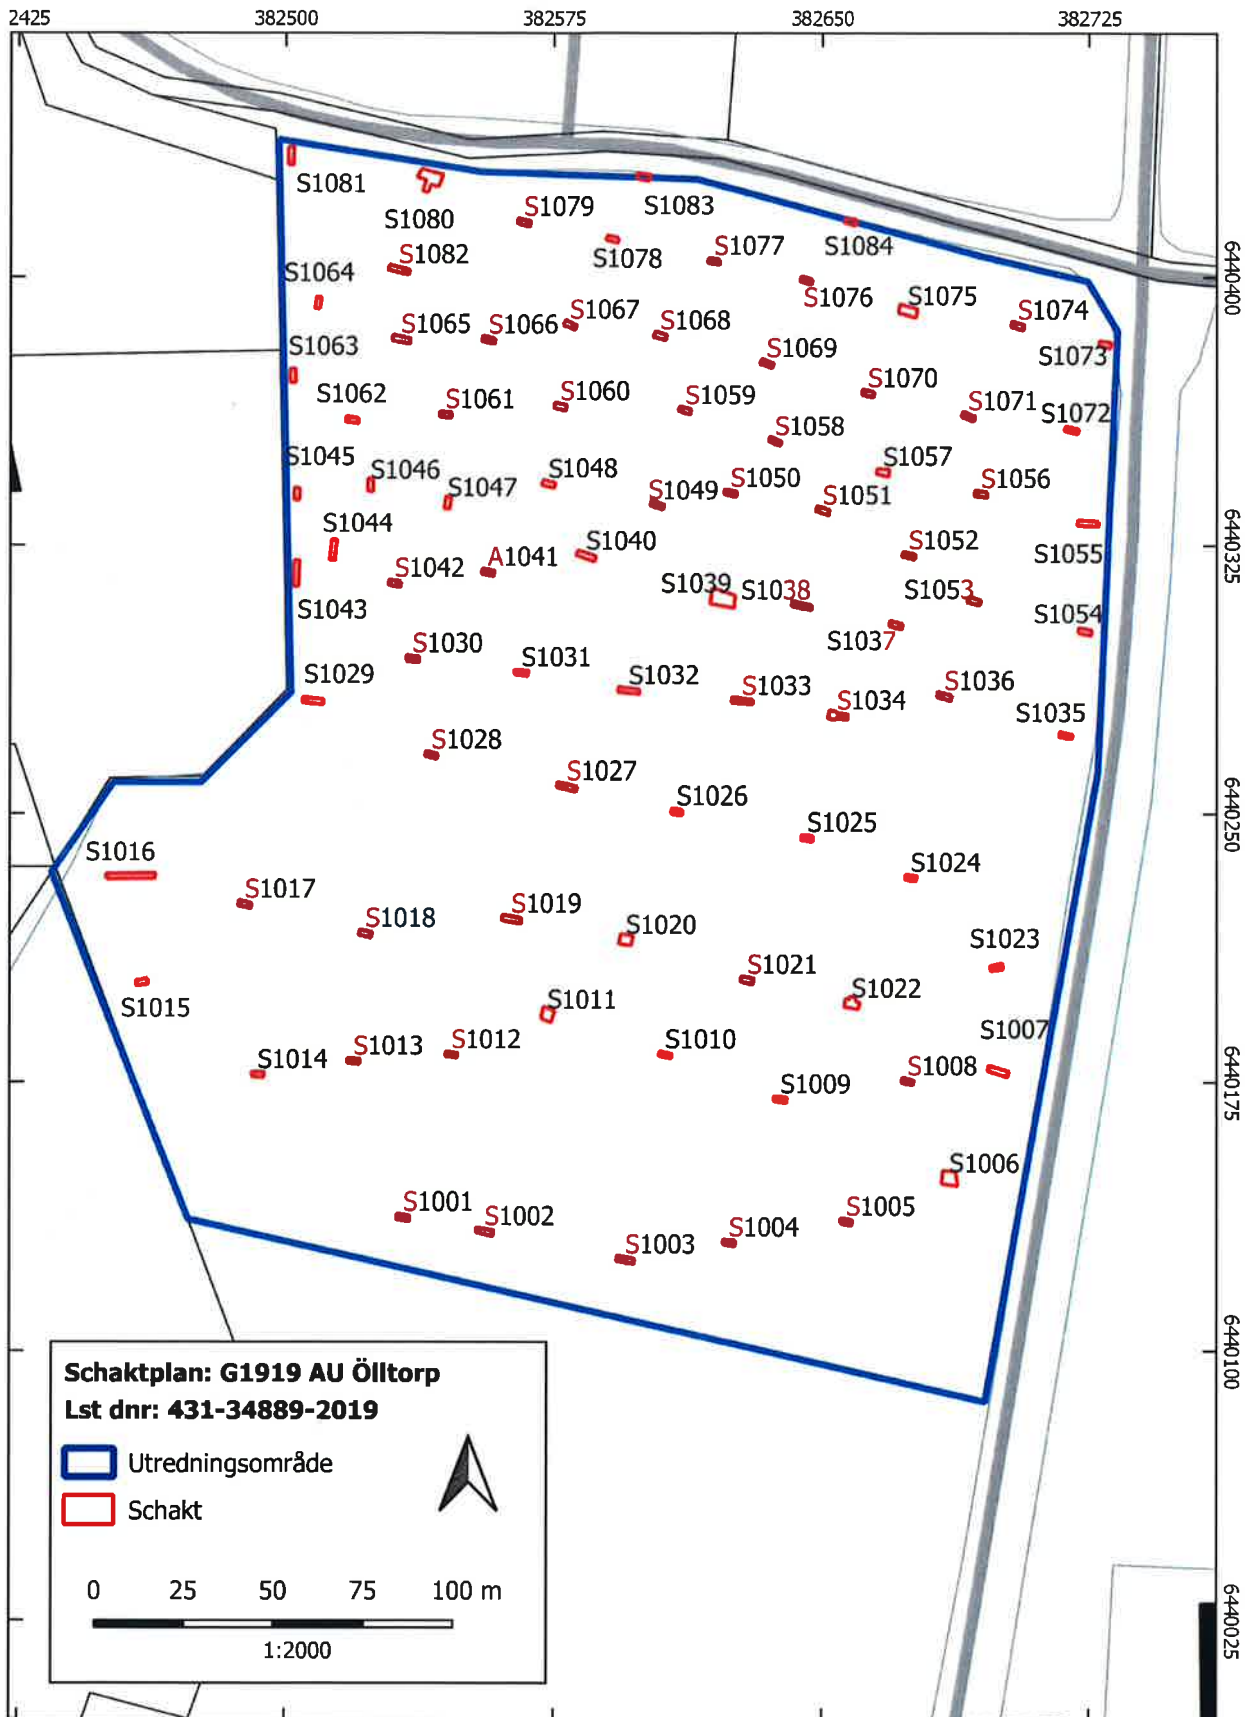 2425 382500 382575 382650 382725
S1081
S1080
S1079
S1083
S1082
S1078
S1077
S1084
S1064
S1076
S1075
S1074
6440400
S1065
S1066
S1067
S1068
S1069
S1073
S1063
S1062
S1061
S1060
S1059
S1070
S1071
S1072
S1058
S1045
S1046
S1047
S1048
S1049
S1050
S1051
S1057
S1056
S1044
S1042
A1041
S1040
S1052
S1055
6440325
S1043
S1039
S1038
S1053
S1037
S1054
S1030
S1031
S1029
S1032
S1033
S1034
S1036
S1035
S1028
S1027
S1026
S1025
6440250
S1016
S1024
S1017
S1018
S1019
S1020
S1023
S1021
S1015
S1011
S1022
S1014
S1013
S1012
S1010
S1007
S1009
S1008
6440175
S1006
S1001
S1002
S1003
S1004
S1005
6440100
Schaktplan: G1919 AU Ölltorp
Lst dnr: 431-34889-2019
Utredningsområde
Schakt
0 25 50 75 100 m
1:2000
6440025